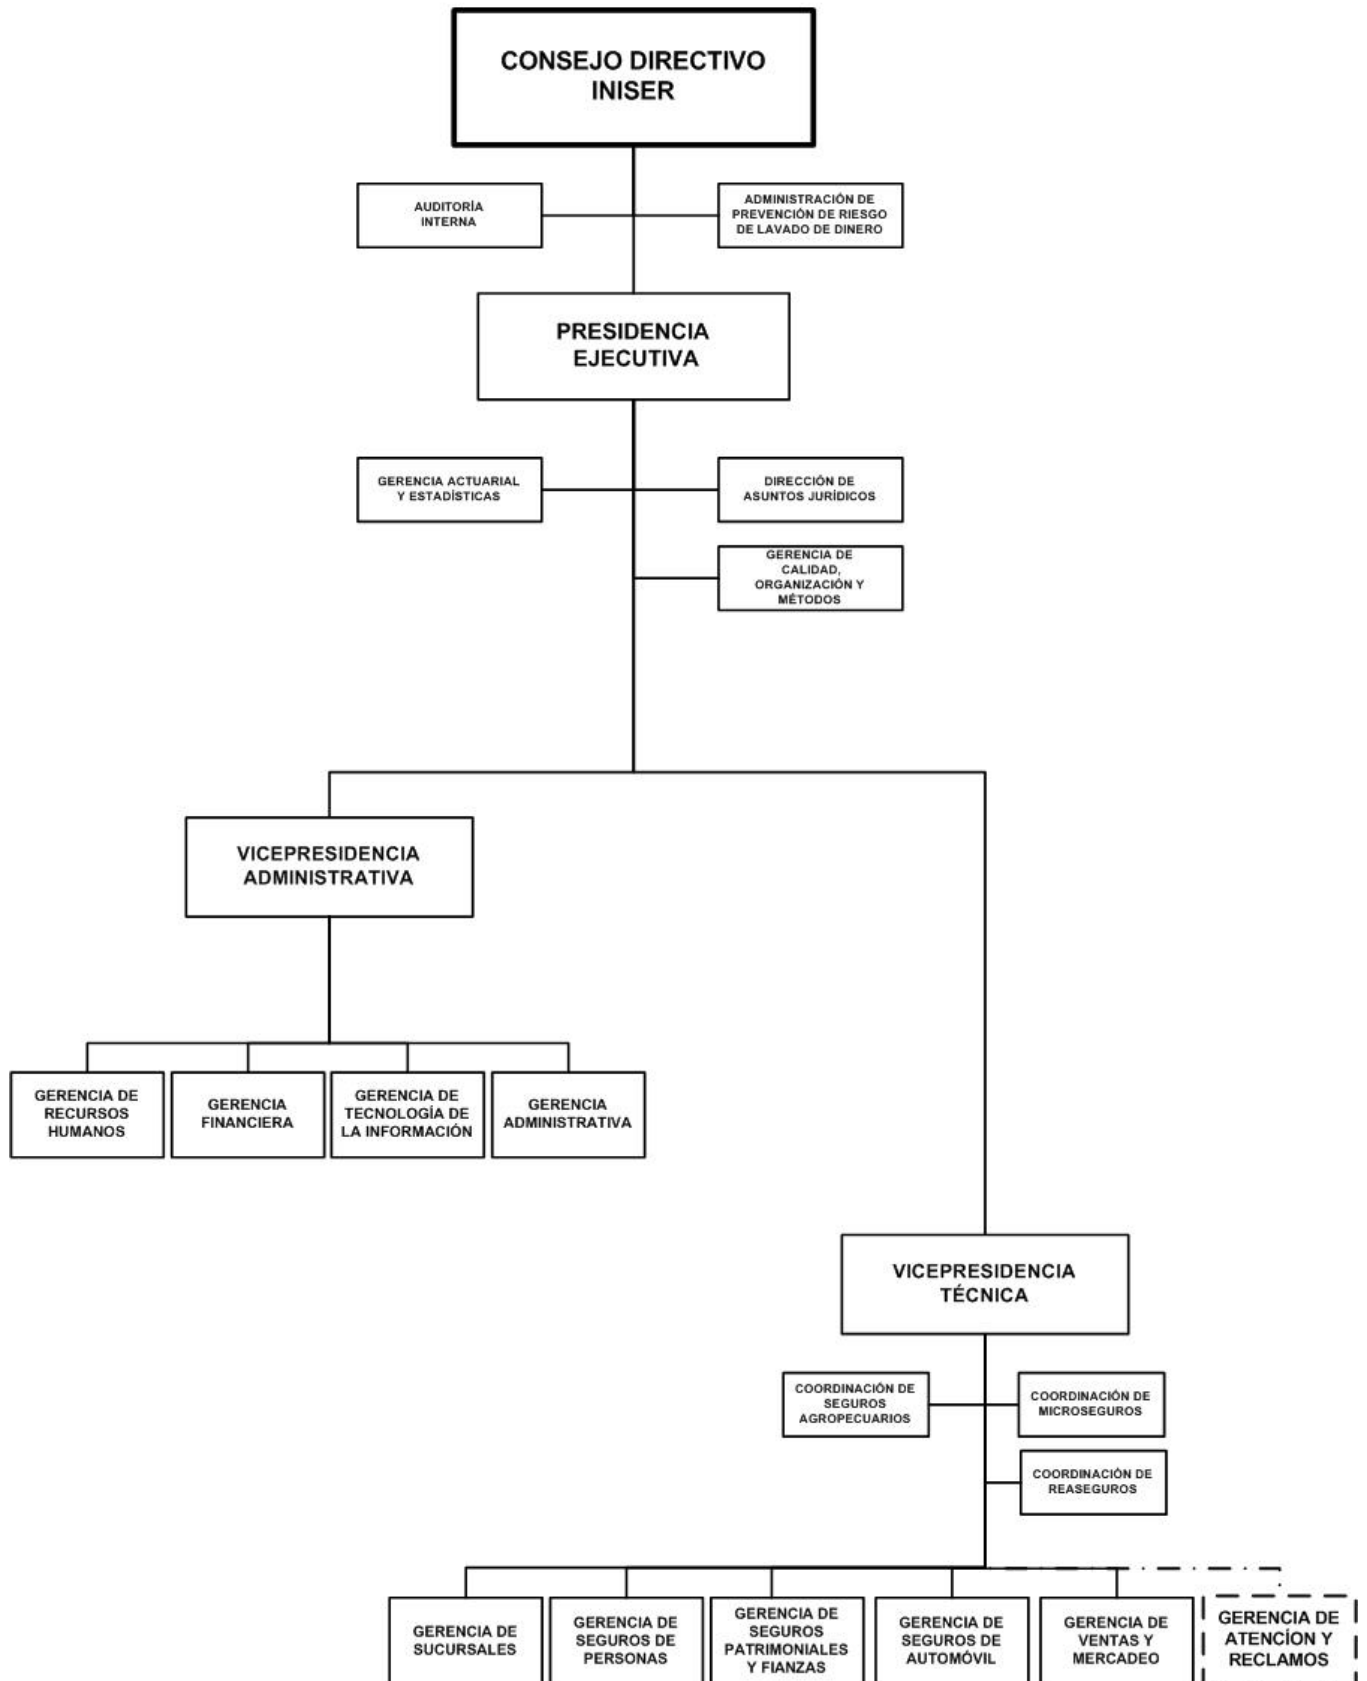 CONSEJO DIRECTIVO
INISER
AUDITORÍA
INTERNA
ADMINISTRACIÓN DE
PREVENCIÓN DE RIESGO
DE LAVADO DE DINERO
PRESIDENCIA
EJECUTIVA
GERENCIA ACTUARIAL
Y ESTADÍSTICAS
DIRECCIÓN DE
ASUNTOS JURÍDICOS
GERENCIA DE
CALIDAD,
ORGANIZACIÓN Y
MÉTODOS
VICEPRESIDENCIA
ADMINISTRATIVA
GERENCIA DE
RECURSOS
HUMANOS
GERENCIA
FINANCIERA
GERENCIA DE
TECNOLOGÍA DE
LA INFORMACIÓN
GERENCIA
ADMINISTRATIVA
VICEPRESIDENCIA
TÉCNICA
COORDINACIÓN DE
SEGUROS
AGROPECUARIOS
COORDINACIÓN DE
MICROSEGUROS
COORDINACIÓN DE
REASEGUROS
GERENCIA DE
SUCURSALES
GERENCIA DE
SEGUROS DE
PERSONAS
GERENCIA DE
SEGUROS
PATRIMONIALES
Y FIANZAS
GERENCIA DE
SEGUROS DE
AUTOMÓVIL
GERENCIA DE
VENTAS Y
MERCADEO
GERENCIA DE
ATENCÍON Y
RECLAMOS